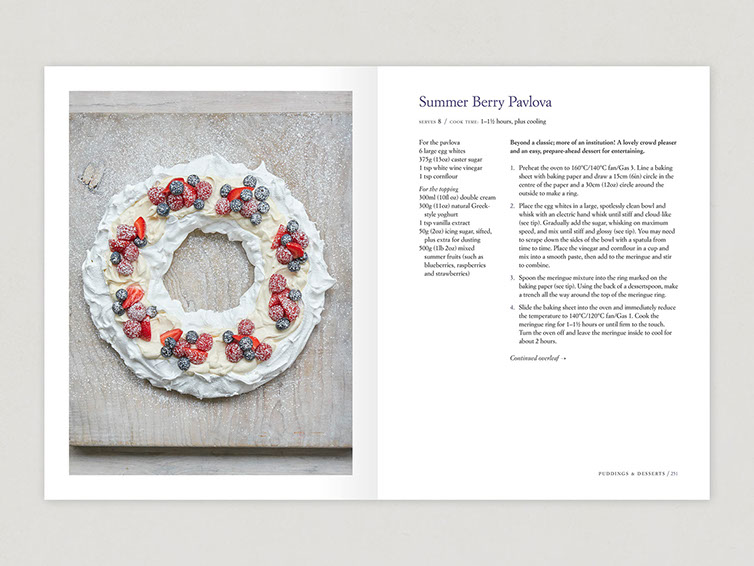 Summer Berry Pavlova
SERVES 8 / COOK TIME: 1–1½ hours, plus cooling
For the pavlova
6 large egg whites
375g (13oz) caster sugar
1 tsp white wine vinegar
1 tsp cornflour
For the topping
300ml (10fl oz) double cream
300g (11oz) natural Greek-
style yoghurt
1 tsp vanilla extract
50g (2oz) icing sugar, sifted,
plus extra for dusting
500g (1lb 2oz) mixed
summer fruits (such as
blueberries, raspberries
and strawberries)
Beyond a classic; more of an institution! A lovely crowd pleaser
and an easy, prepare-ahead dessert for entertaining.
1. Preheat the oven to 160°C/140°C fan/Gas 3. Line a baking
sheet with baking paper and draw a 15cm (6in) circle in the
centre of the paper and a 30cm (12oz) circle around the
outside to make a ring.
2. Place the egg whites in a large, spotlessly clean bowl and
whisk with an electric hand whisk until stiff and cloud-like
(see tip). Gradually add the sugar, whisking on maximum
speed, and mix until stiff and glossy (see tip). You may need
to scrape down the sides of the bowl with a spatula from
time to time. Place the vinegar and cornflour in a cup and
mix into a smooth paste, then add to the meringue and stir
to combine.
3. Spoon the meringue mixture into the ring marked on the
baking paper (see tip). Using the back of a dessertspoon, make
a trench all the way around the top of the meringue ring.
4. Slide the baking sheet into the oven and immediately reduce
the temperature to 140°C/120°C fan/Gas 1. Cook the
meringue ring for 1–1½ hours or until firm to the touch.
Turn the oven off and leave the meringue inside to cool for
about 2 hours.
Continued overleaf →
PUDDINGS & DESSERTS / 251